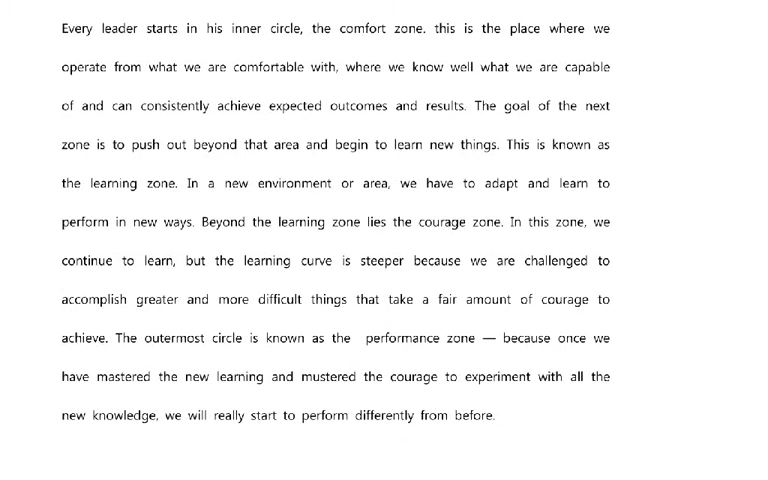 Every leader starts in his inner circle, the comfort zone. this is the place where we
operate from what we are comfortable with, where we know well what we are capable
of and can consistently achieve expected outcomes and results. The goal of the next
zone is to push out beyond that area and begin to learn new things. This is known as
the learning zone. In a new environment or area, we have to adapt and learn to
perform in new ways. Beyond the learning zone lies the courage zone. In this zone, we
continue to learn, but the learning curve is steeper because we are challenged to
accomplish greater and more difficult things that take a fair amount of courage to
achieve. The outermost circle is known as the performance zone — because once we
have mastered the new learning and mustered the courage to experiment with all the
new knowledge, we will really start to perform differently from before.